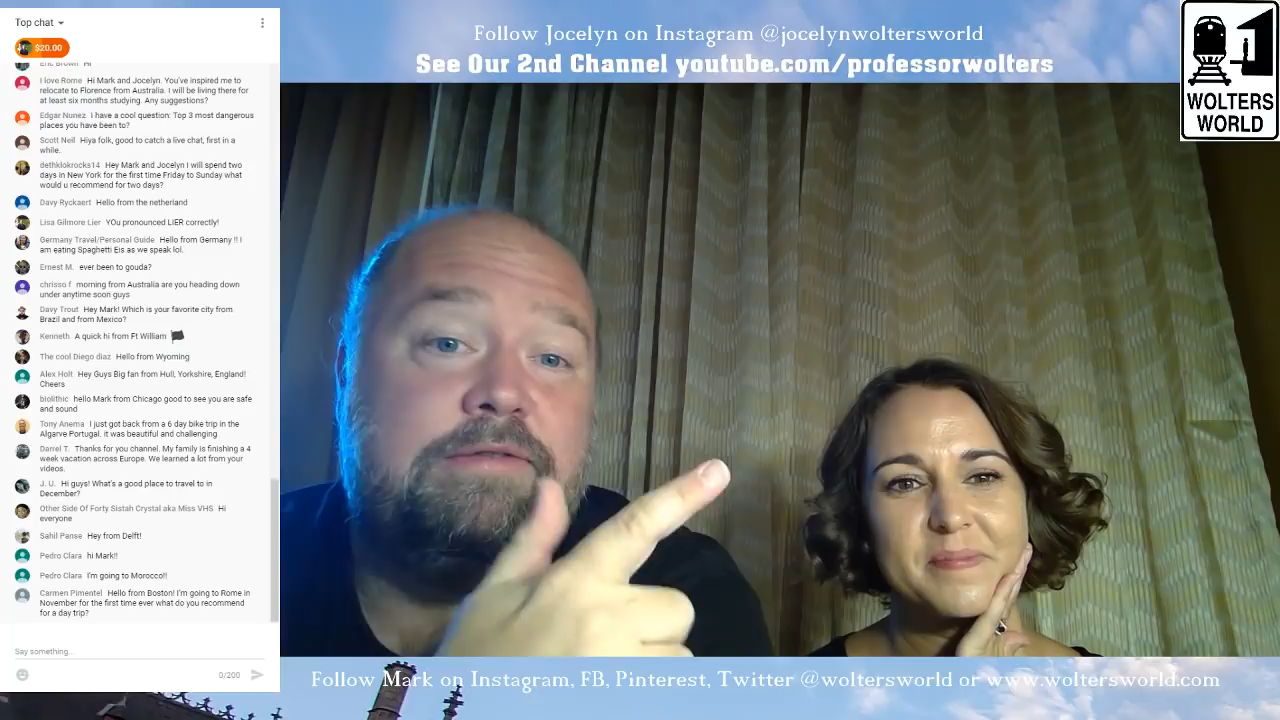 Top chat
$20.00
Eric Brown Hi
I love Rome Hi Mark and Jocelyn. You've inspired me to
relocate to Florence from Australia. I will be living there for
at least six months studying. Any suggestions?
Edgar Nunez I have a cool question: Top 3 most dangerous
places you have been to?
Scott Neil Hiya folk, good to catch a live chat, first in a
while.
dethklokrocks14 Hey Mark and Jocelyn I will spend two
days in New York for the first time Friday to Sunday what
would u recommend for two days?
Davy Ryckaert Hello from the netherland
Lisa Gilmore Lier YOu pronounced LIER correctly!
Germany Travel/Personal Guide Hello from Germany !! I
am eating Spaghetti Eis as we speak lol.
Ernest M. ever been to gouda?
chrisso f morning from Australia are you heading down
under anytime soon guys
Davy Trout Hey Mark! Which is your favorite city from
Brazil and from Mexico?
Kenneth A quick hi from Ft William
The cool Diego diaz Hello from Wyoming
Alex Holt Hey Guys Big fan from Hull, Yorkshire, England!
Cheers
biolithic hello Mark from Chicago good to see you are safe
and sound
Tony Anema I just got back from a 6 day bike trip in the
Algarve Portugal. it was beautiful and challenging
Darrel T. Thanks for you channel. My family is finishing a 4
week vacation across Europe. We learned a lot from your
videos.
J. U. Hi guys! What's a good place to travel to in
December?
Other Side Of Forty Sistah Crystal aka Miss VHS Hi
everyone
Sahil Panse Hey from Delft!
Pedro Clara hi Mark!!
Pedro Clara I'm going to Morocco!!
Carmen Pimentel Hello from Boston! I'm going to Rome in
November for the first time ever what do you recommend
for a day trip?
Say something...
0/200
Follow Jocelyn on Instagram @jocelynwoltersworld
See Our 2nd Channel youtube.com/professorwolters
WOLTERS
WORLD
Follow Mark on Instagram, FB, Pinterest, Twitter @woltersworld or www.woltersworld.com